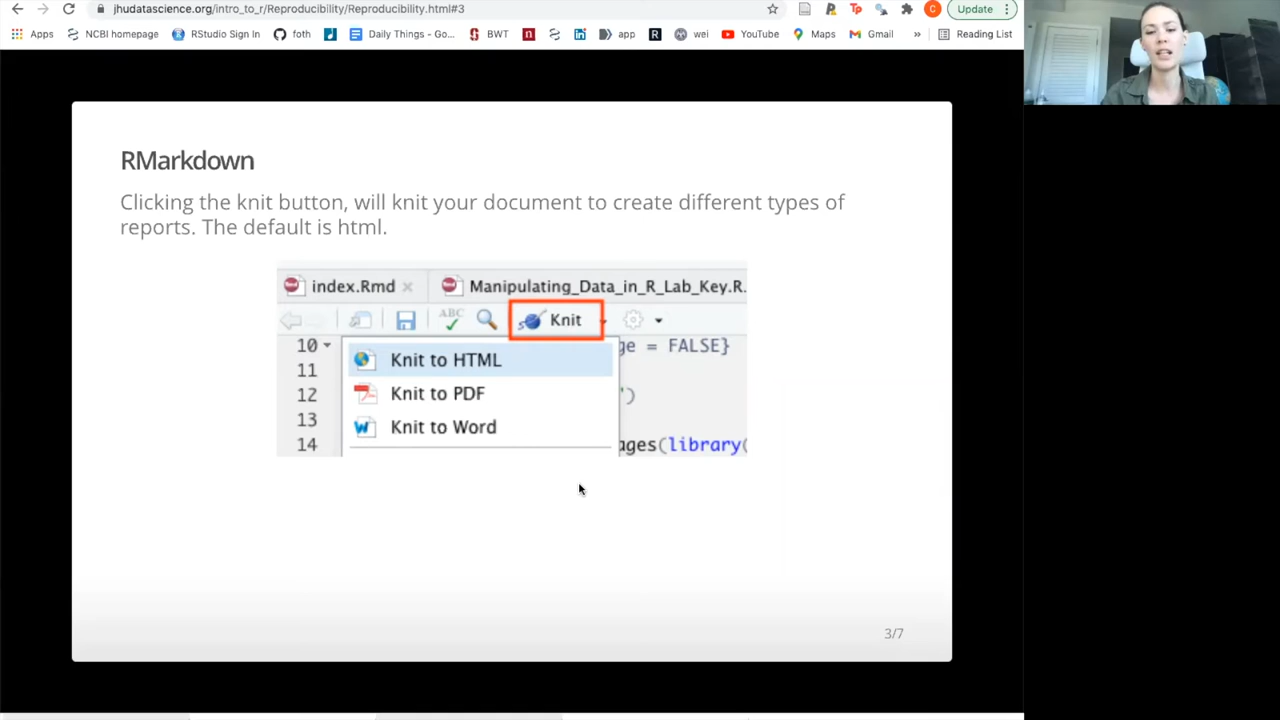 jhudatascience.org/intro_to_r/Reproducibility/Reproducibility.html#3
C
Update
Apps
NCBI homepage
RStudio Sign In
foth
Daily Things - Go...
BWT
app
wei
YouTube
Maps
Gmail
»
Reading List
RMarkdown
Clicking the knit button, will knit your document to create different types of
reports. The default is html.
index.Rmd
Manipulating_Data_in_R_Lab_Key.R.
ABC
Knit
10
ge = FALSE}
11
Knit to HTML
12
')
Knit to PDF
13
Knit to Word
14
ages(library(
3/7